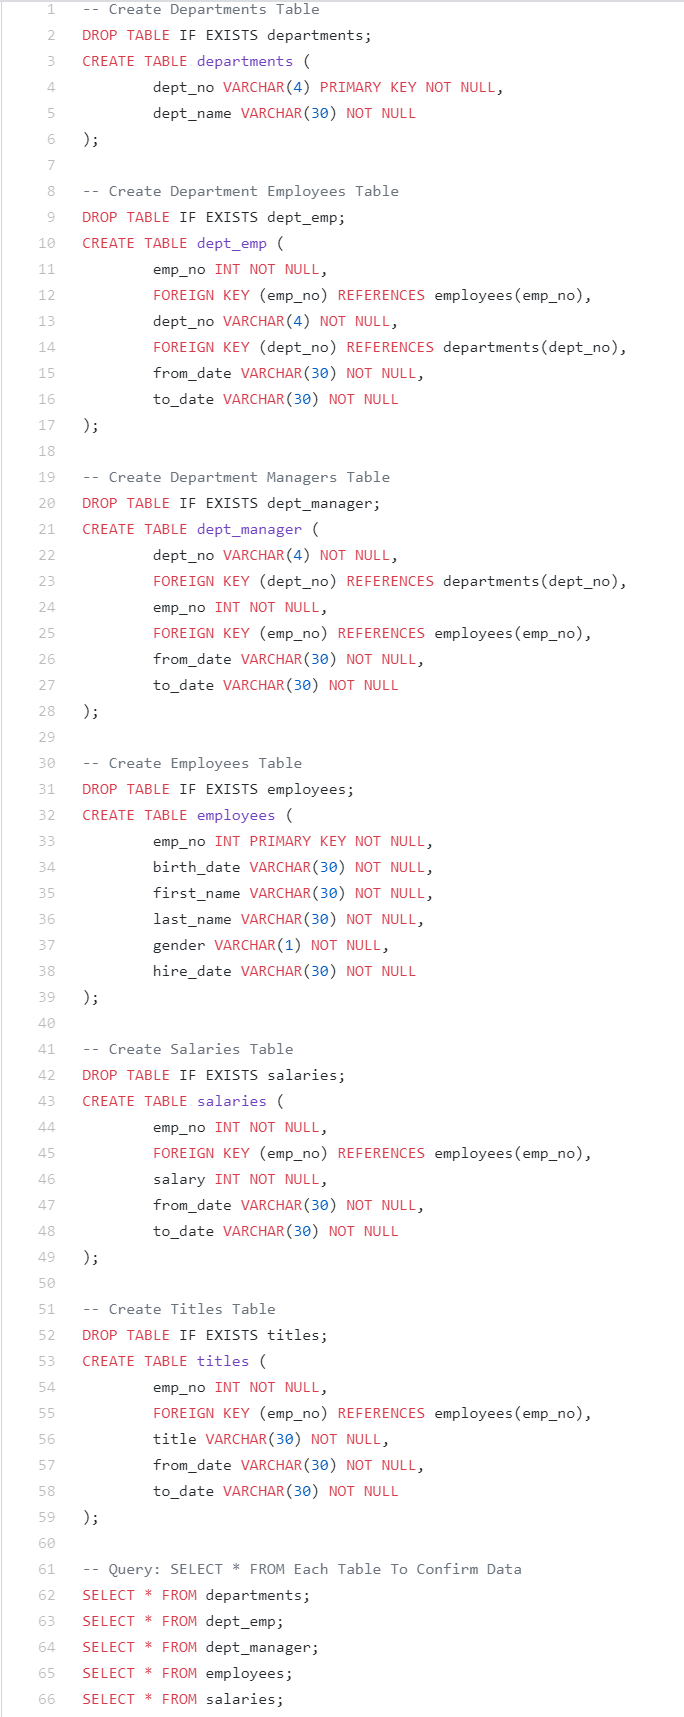 1 -- Create Departments Table
2 DROP TABLE IF EXISTS departments;
3 CREATE TABLE departments (
4 dept_no VARCHAR(4) PRIMARY KEY NOT NULL,
5 dept_name VARCHAR(30) NOT NULL
6 );
7
8 -- Create Department Employees Table
9 DROP TABLE IF EXISTS dept_emp;
10 CREATE TABLE dept_emp (
11 emp_no INT NOT NULL,
12 FOREIGN KEY (emp_no) REFERENCES employees(emp_no),
13 dept_no VARCHAR(4) NOT NULL,
14 FOREIGN KEY (dept_no) REFERENCES departments(dept_no),
15 from_date VARCHAR(30) NOT NULL,
16 to_date VARCHAR(30) NOT NULL
17 );
18
19 -- Create Department Managers Table
20 DROP TABLE IF EXISTS dept_manager;
21 CREATE TABLE dept_manager (
22 dept_no VARCHAR(4) NOT NULL,
23 FOREIGN KEY (dept_no) REFERENCES departments(dept_no),
24 emp_no INT NOT NULL,
25 FOREIGN KEY (emp_no) REFERENCES employees(emp_no),
26 from_date VARCHAR(30) NOT NULL,
27 to_date VARCHAR(30) NOT NULL
28 );
29
30 -- Create Employees Table
31 DROP TABLE IF EXISTS employees;
32 CREATE TABLE employees (
33 emp_no INT PRIMARY KEY NOT NULL,
34 birth_date VARCHAR(30) NOT NULL,
35 first_name VARCHAR(30) NOT NULL,
36 last_name VARCHAR(30) NOT NULL,
37 gender VARCHAR(1) NOT NULL,
38 hire_date VARCHAR(30) NOT NULL
39 );
40
41 -- Create Salaries Table
42 DROP TABLE IF EXISTS salaries;
43 CREATE TABLE salaries (
44 emp_no INT NOT NULL,
45 FOREIGN KEY (emp_no) REFERENCES employees(emp_no),
46 salary INT NOT NULL,
47 from_date VARCHAR(30) NOT NULL,
48 to_date VARCHAR(30) NOT NULL
49 );
50
51 -- Create Titles Table
52 DROP TABLE IF EXISTS titles;
53 CREATE TABLE titles (
54 emp_no INT NOT NULL,
55 FOREIGN KEY (emp_no) REFERENCES employees(emp_no),
56 title VARCHAR(30) NOT NULL,
57 from_date VARCHAR(30) NOT NULL,
58 to_date VARCHAR(30) NOT NULL
59 );
60
61 -- Query: SELECT * FROM Each Table To Confirm Data
62 SELECT * FROM departments;
63 SELECT * FROM dept_emp;
64 SELECT * FROM dept_manager;
65 SELECT * FROM employees;
66 SELECT * FROM salaries;